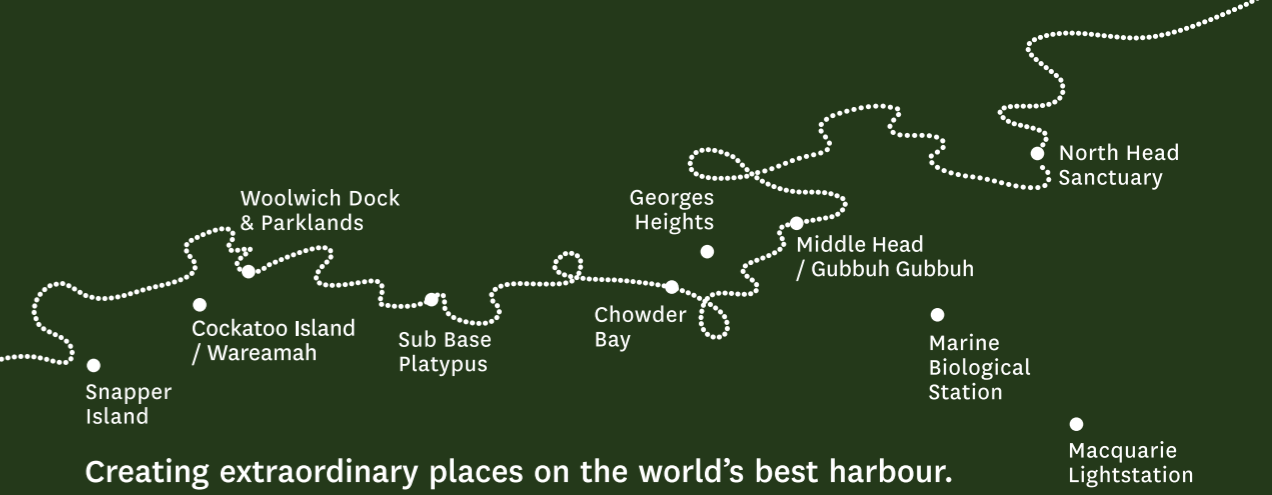 North Head
Sanctuary
Woolwich Dock
& Parklands
Georges
Heights
Middle Head
/ Gubbuh Gubbuh
Chowder
Bay
Cockatoo Island
/ Wareamah
Sub Base
Platypus
Marine
Biological
Station
Snapper
Island
Macquarie
Lightstation
Creating extraordinary places on the world’s best harbour.